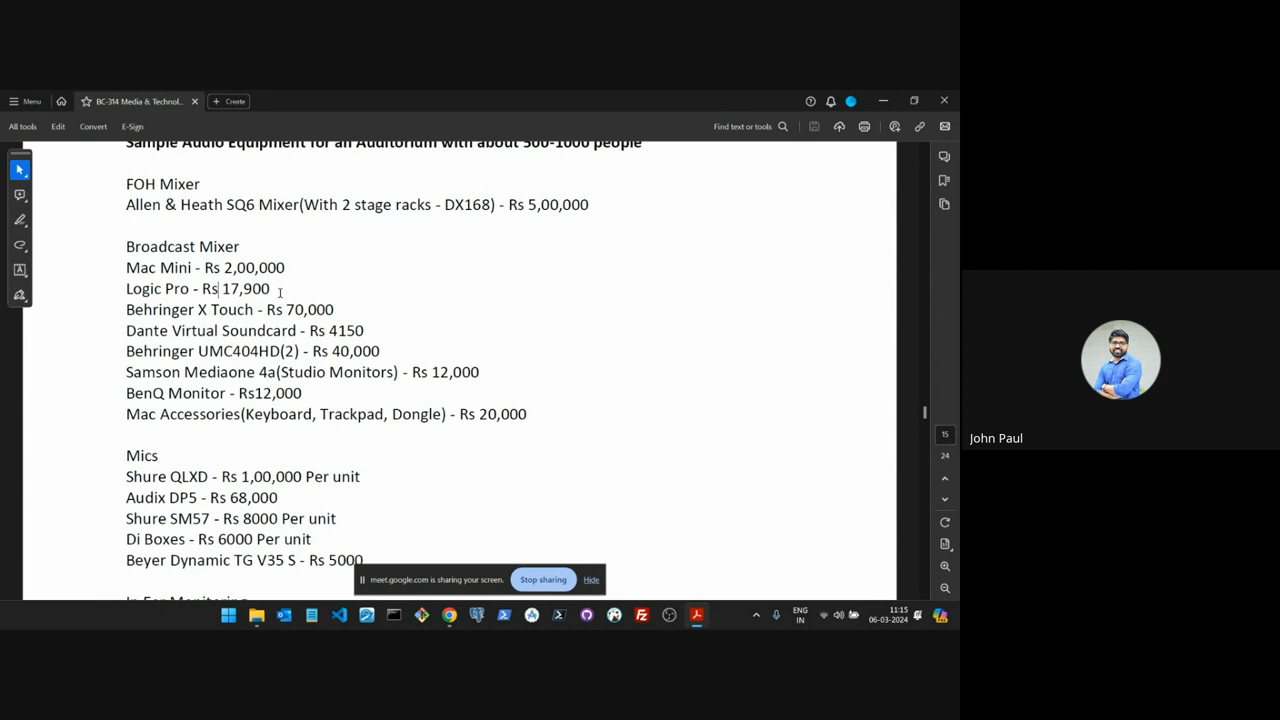 Menu
BC-314 Media & Technol...
Create
All tools
Edit
Convert
E-Sign
Find text or tools
Sample Audio Equipment for an Auditorium with about 500-1000 people
FOH Mixer
Allen & Heath SQ6 Mixer(With 2 stage racks - DX168) - Rs 5,00,000
Broadcast Mixer
Mac Mini - Rs 2,00,000
Logic Pro - Rs 17,900
Behringer X Touch - Rs 70,000
Dante Virtual Soundcard - Rs 4150
Behringer UMC404HD(2) - Rs 40,000
Samson Mediaone 4a(Studio Monitors) - Rs 12,000
BenQ Monitor - Rs12,000
Mac Accessories(Keyboard, Trackpad, Dongle) - Rs 20,000
Mics
Shure QLXD - Rs 1,00,000 Per unit
Audix DP5 - Rs 68,000
Shure SM57 - Rs 8000 Per unit
Di Boxes - Rs 6000 Per unit
Beyer Dynamic TG V35 S - Rs 5000
In Ear Monitoring
15
24
meet.google.com is sharing your screen.
Stop sharing
Hide
ENG
IN
11:15
06-03-2024
John Paul